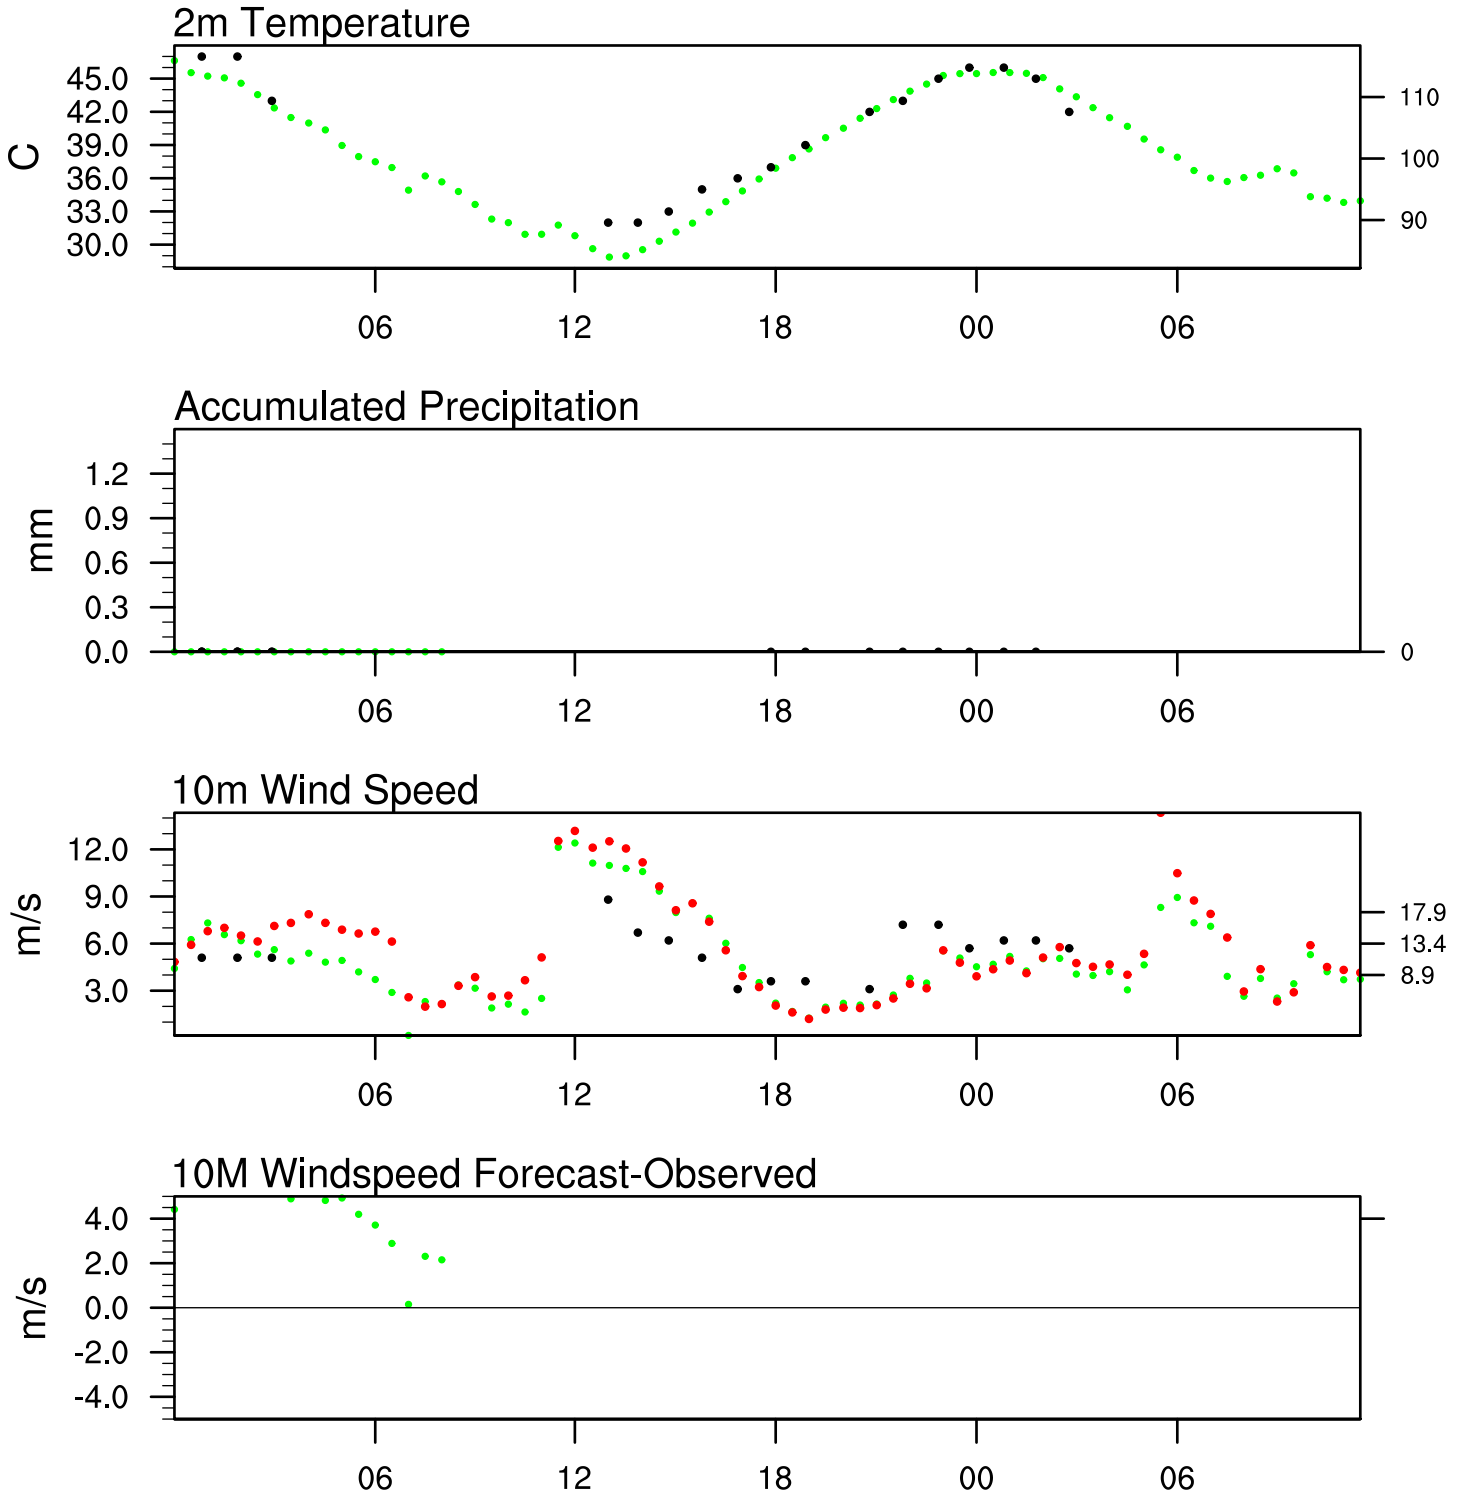 2m Temperature
C
45.0
42.0
39.0
36.0
33.0
30.0
110
100
90
06 12 18 00 06
Accumulated Precipitation
mm
1.2
0.9
0.6
0.3
0.0
0
06 12 18 00 06
10m Wind Speed
m/s
12.0
9.0
6.0
3.0
17.9
13.4
8.9
06 12 18 00 06
10M Windspeed Forecast-Observed
m/s
4.0
2.0
0.0
-2.0
-4.0
06 12 18 00 06